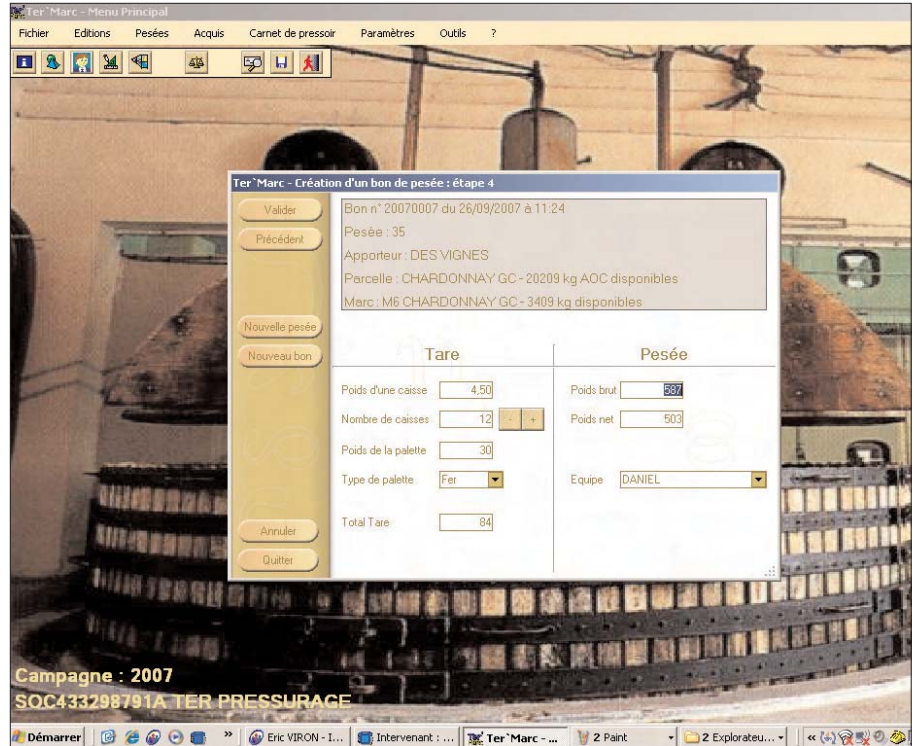 Ter`Marc - Menu Principal
Fichier Editions Pesées Acquis Carnet de pressoir Paramètres Outils ?
Ter`Marc - Création d'un bon de pesée : étape 4
Valider
Précédent
Nouvelle pesée
Nouveau bon
Annuler
Quitter
Bon n° 20070007 du 26/09/2007 à 11:24
Pesée : 35
Apporteur : DES VIGNES
Parcelle : CHARDONNAY GC - 20209 kg AOC disponibles
Marc : M6 CHARDONNAY GC - 3409 kg disponibles
Tare
Poids d'une caisse 4,50
Nombre de caisses 12 - +
Poids de la palette 30
Type de palette Fer
Total Tare 84
Pesée
Poids brut 587
Poids net 503
Equipe DANIEL
Campagne : 2007
SOC433298791A TER PRESSURAGE
Démarrer » Eric VIRON - I... Intervenant : ... Ter`Marc - ... 2 Paint 2 Explorateu... «